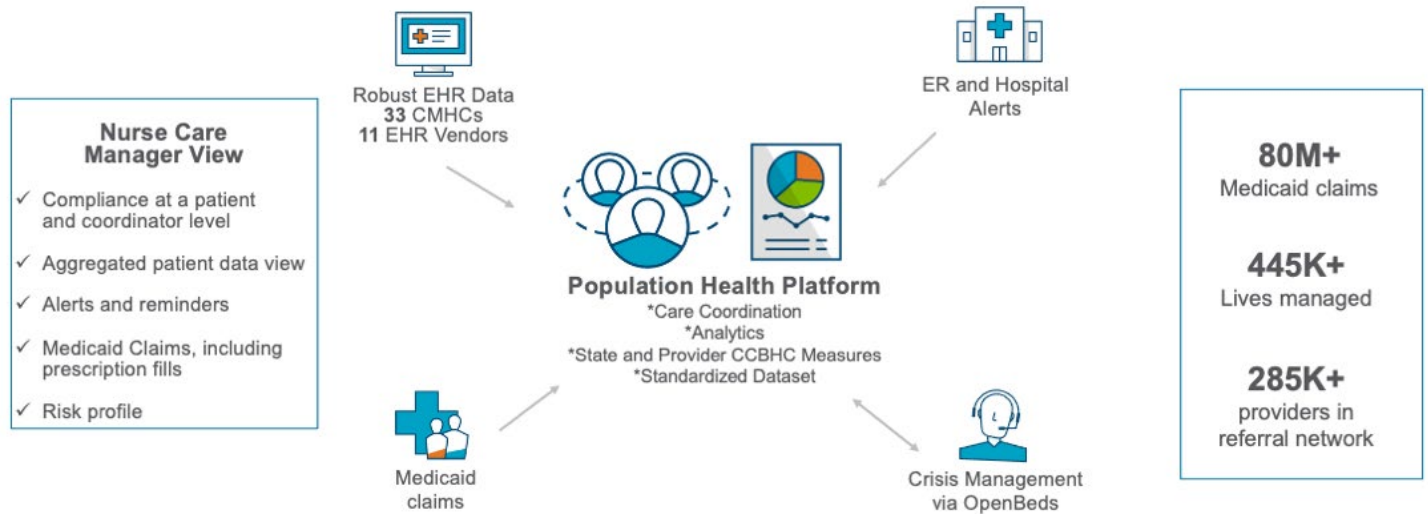 Nurse Care
Manager View
✓ Compliance at a patient
and coordinator level
✓ Aggregated patient data view
✓ Alerts and reminders
✓ Medicaid Claims, including
prescription fills
✓ Risk profile
Robust EHR Data
33 CMHCs
11 EHR Vendors
ER and Hospital
Alerts
Population Health Platform
*Care Coordination
*Analytics
*State and Provider CCBHC Measures
*Standardized Dataset
Medicaid
claims
Crisis Management
via OpenBeds
80M+
Medicaid claims
445K+
Lives managed
285K+
providers in
referral network